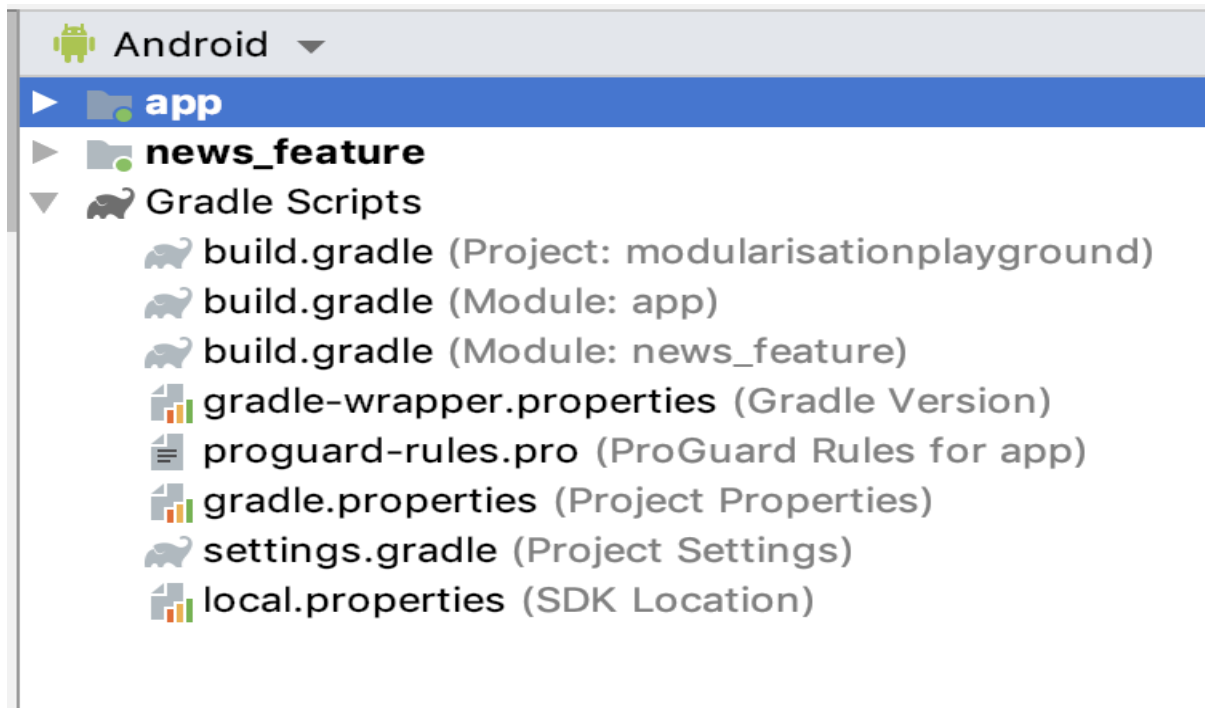 Android
app
news_feature
Gradle Scripts
build.gradle (Project: modularisationplayground)
build.gradle (Module: app)
build.gradle (Module: news_feature)
gradle-wrapper.properties (Gradle Version)
proguard-rules.pro (ProGuard Rules for app)
gradle.properties (Project Properties)
settings.gradle (Project Settings)
local.properties (SDK Location)